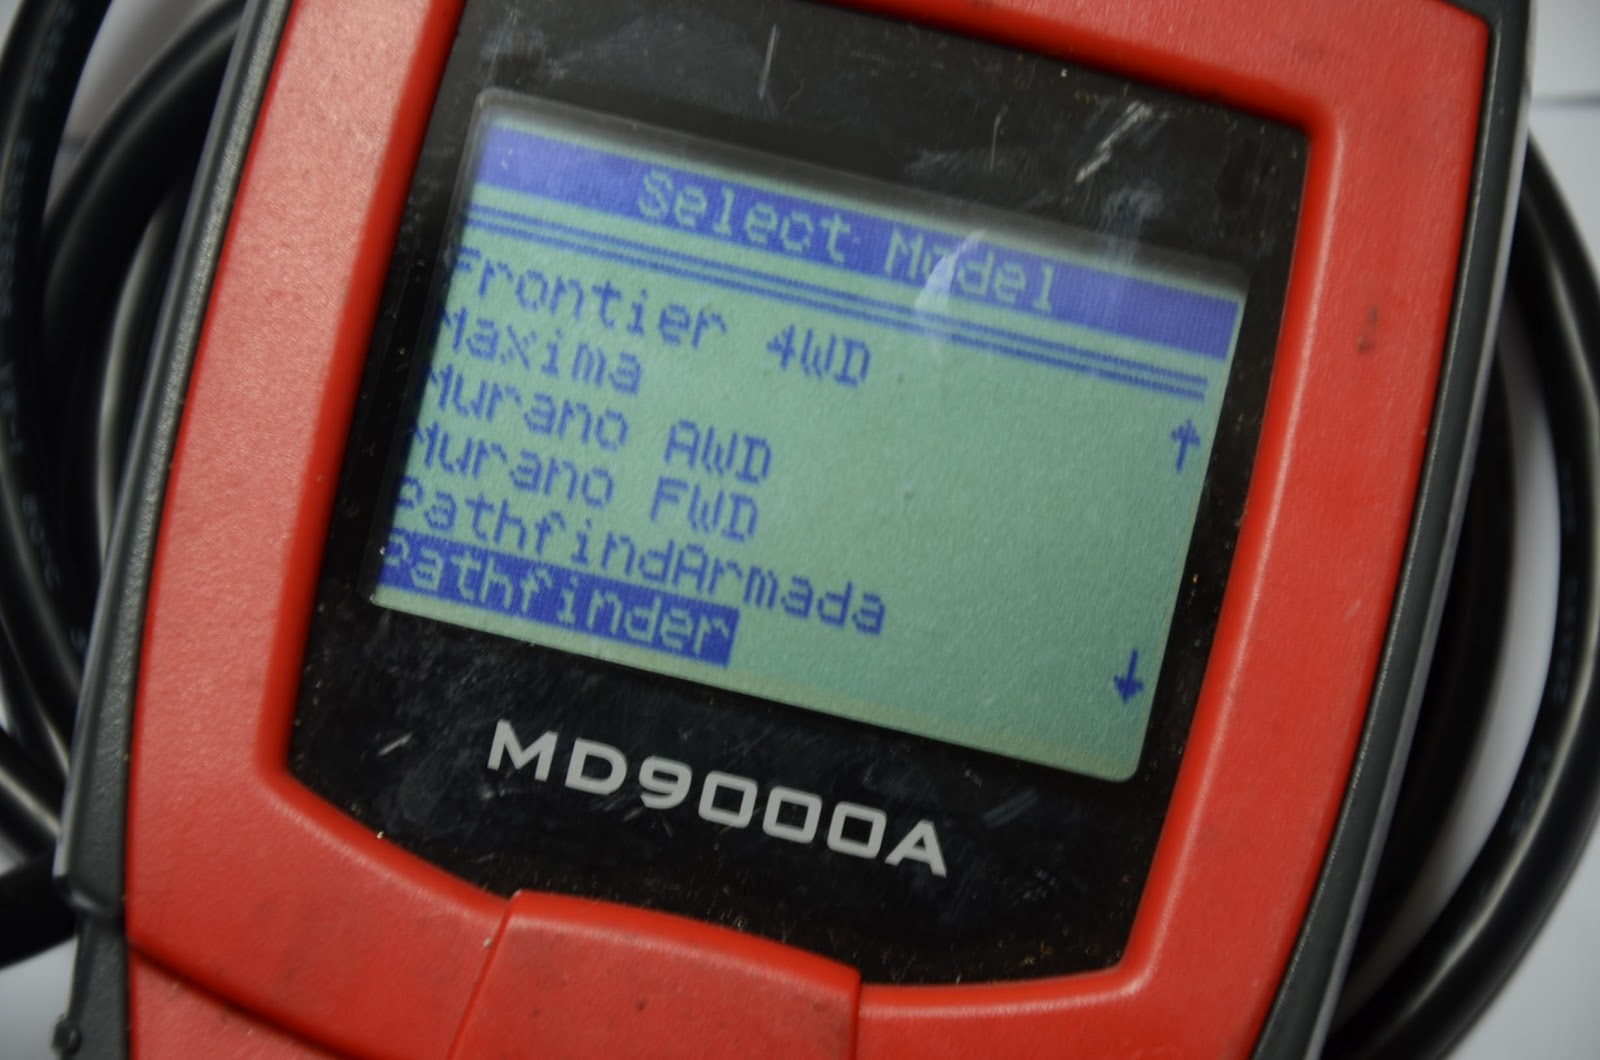 Select Model
Frontier 4WD
Maxima
Murano AWD
Murano FWD
PathfindArmada
Pathfinder
MD9000A